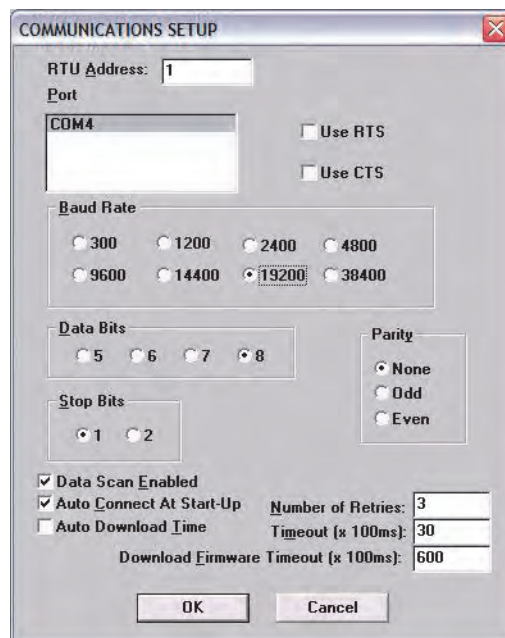 COMMUNICATIONS SETUP
RTU Address: 1
Port
COM4
Use RTS
Use CTS
Baud Rate
300 1200 2400 4800
9600 14400 19200 38400
Data Bits
5 6 7 8
Parity
None
Odd
Even
Stop Bits
1 2
Data Scan Enabled
Auto Connect At Start-Up
Number of Retries: 3
Auto Download Time
Timeout (x 100ms): 30
Download Firmware Timeout (x 100ms): 600
OK Cancel